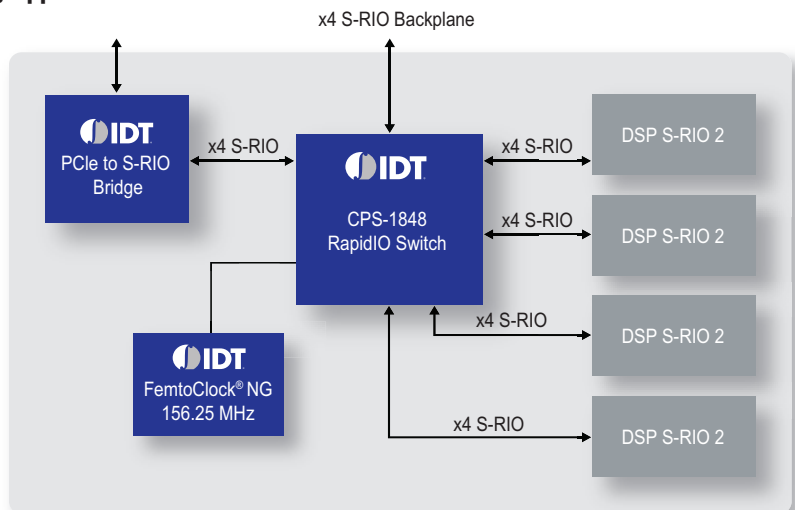 x4 S-RIO Backplane
IDT
PCIe to S-RIO
Bridge
x4 S-RIO
IDT
CPS-1848
RapidIO Switch
x4 S-RIO
DSP S-RIO 2
x4 S-RIO
DSP S-RIO 2
x4 S-RIO
DSP S-RIO 2
x4 S-RIO
DSP S-RIO 2
IDT
FemtoClock® NG
156.25 MHz